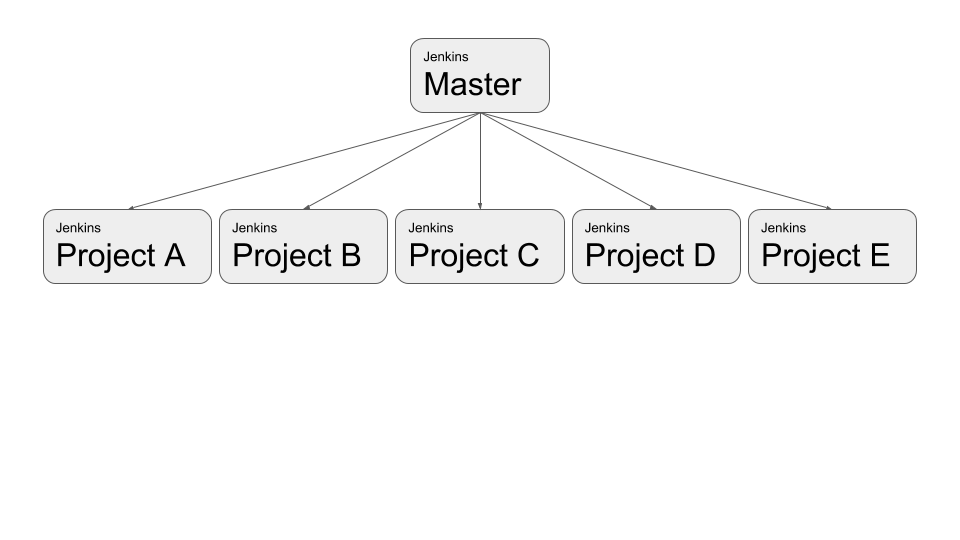 Jenkins
Master
Jenkins
Project A
Jenkins
Project B
Jenkins
Project C
Jenkins
Project D
Jenkins
Project E